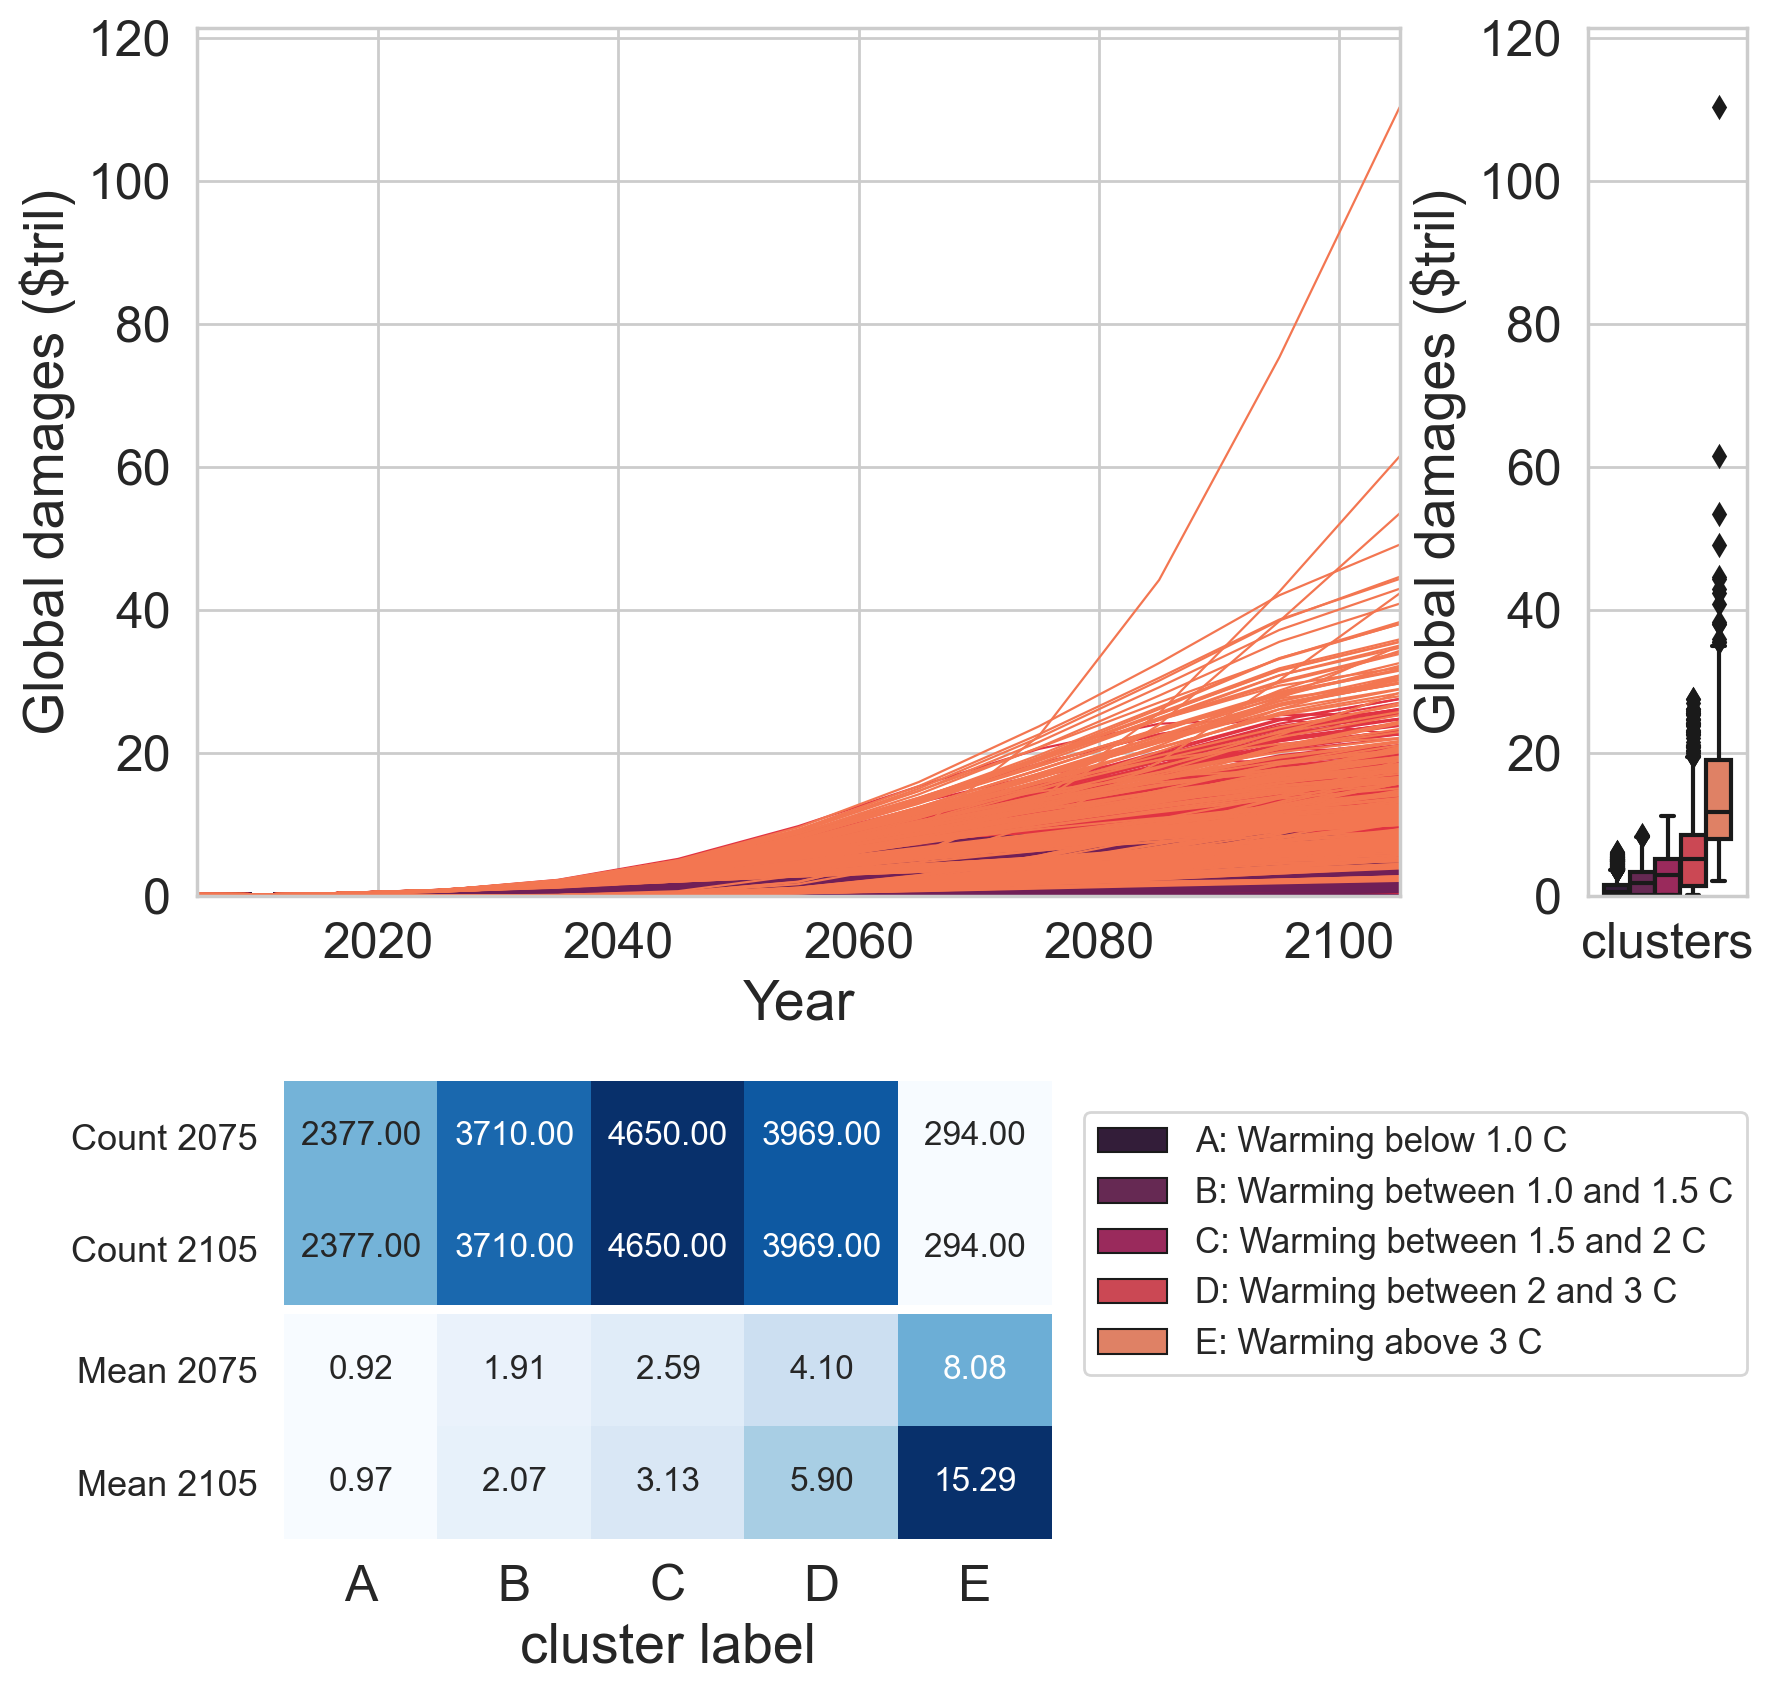 120
100
80
60
40
20
0
Global damages ($tril)
2020 2040 2060 2080 2100
Year
120
100
80
60
40
20
0
Global damages ($tril)
clusters
Count 2075 2377.00 3710.00 4650.00 3969.00 294.00
Count 2105 2377.00 3710.00 4650.00 3969.00 294.00
Mean 2075 0.92 1.91 2.59 4.10 8.08
Mean 2105 0.97 2.07 3.13 5.90 15.29
A B C D E
cluster label
A: Warming below 1.0 C
B: Warming between 1.0 and 1.5 C
C: Warming between 1.5 and 2 C
D: Warming between 2 and 3 C
E: Warming above 3 C